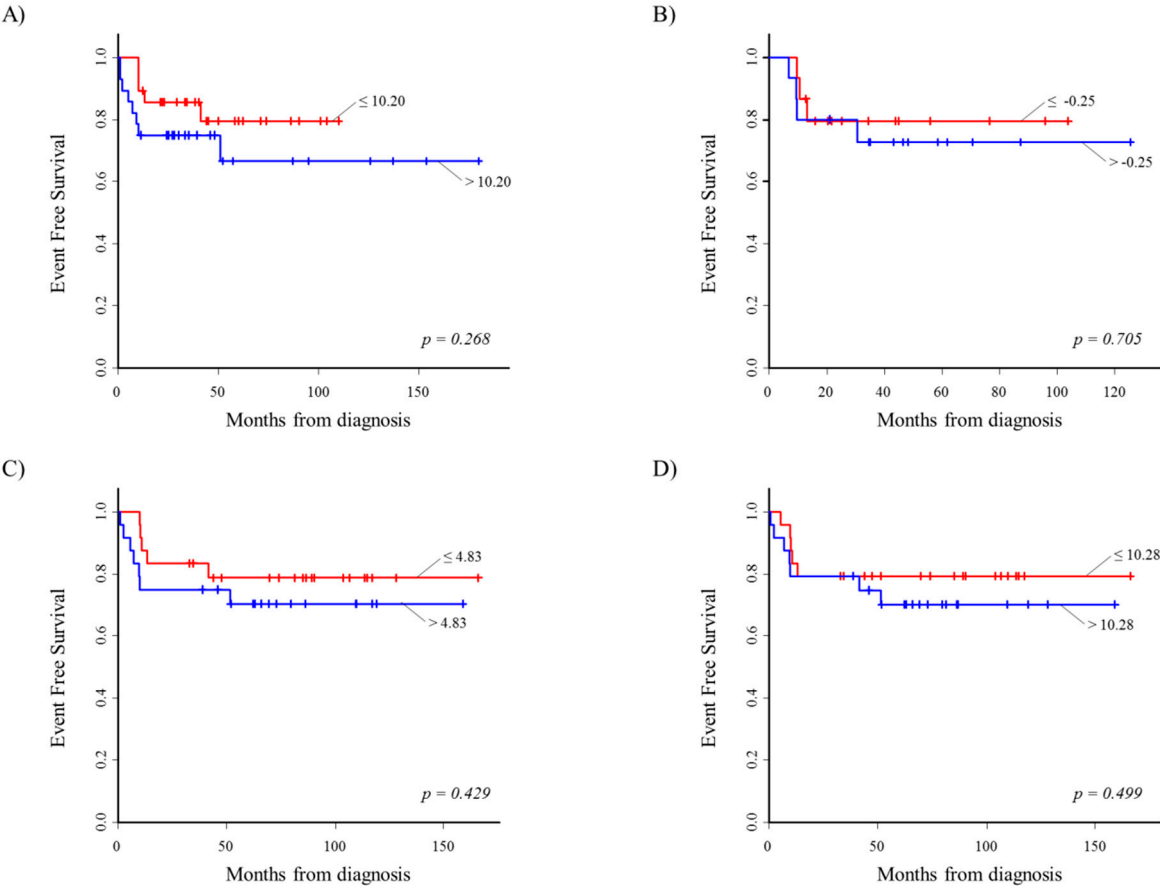 A)
Event Free Survival
1.0
0.8
0.6
0.4
0.2
0.0
≤ 10.20
> 10.20
p = 0.268
0 50 100 150
Months from diagnosis
B)
Event Free Survival
1.0
0.8
0.6
0.4
0.2
0.0
≤ -0.25
> -0.25
p = 0.705
0 20 40 60 80 100 120
Months from diagnosis
C)
Event Free Survival
1.0
0.8
0.6
0.4
0.2
0.0
≤ 4.83
> 4.83
p = 0.429
0 50 100 150
Months from diagnosis
D)
Event Free Survival
1.0
0.8
0.6
0.4
0.2
0.0
≤ 10.28
> 10.28
p = 0.499
0 50 100 150
Months from diagnosis